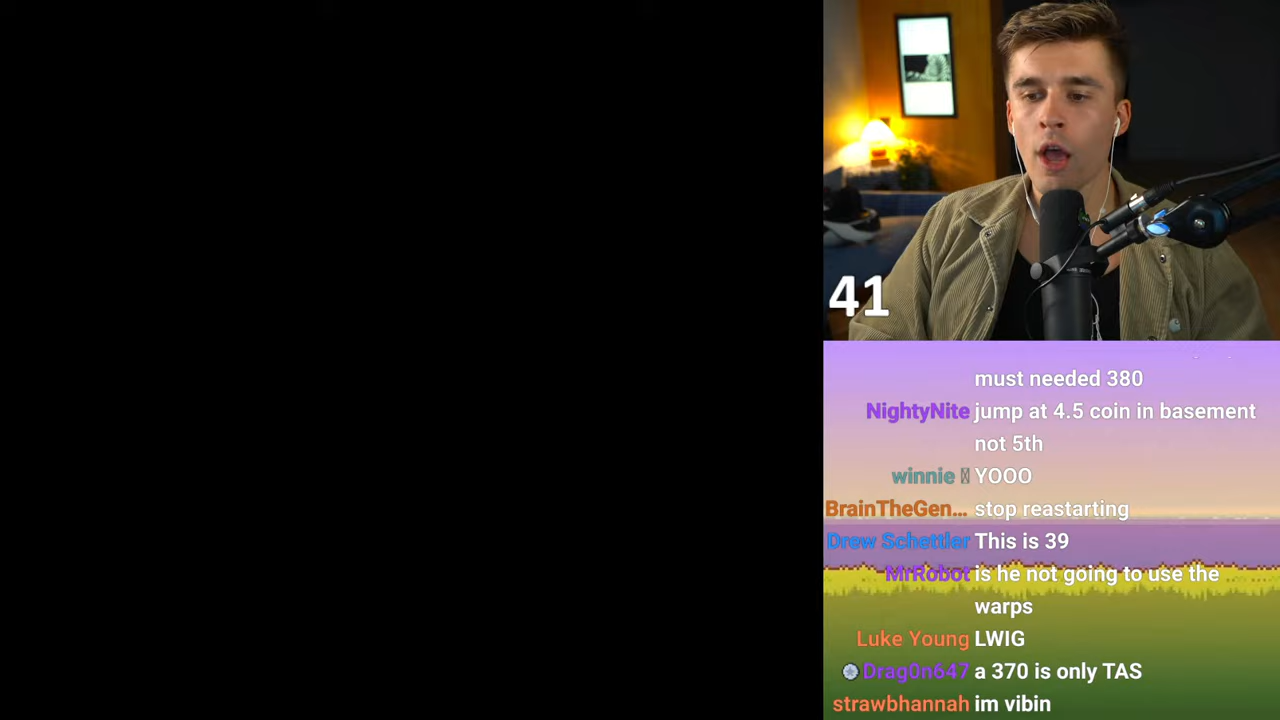 41
must needed 380
NightyNite jump at 4.5 coin in basement
not 5th
winnie YOOO
BrainTheGen... stop reastarting
Drew Schettler This is 39
MrRobot is he not going to use the
warps
Luke Young LWIG
Drag0n647 a 370 is only TAS
strawbhannah im vibin